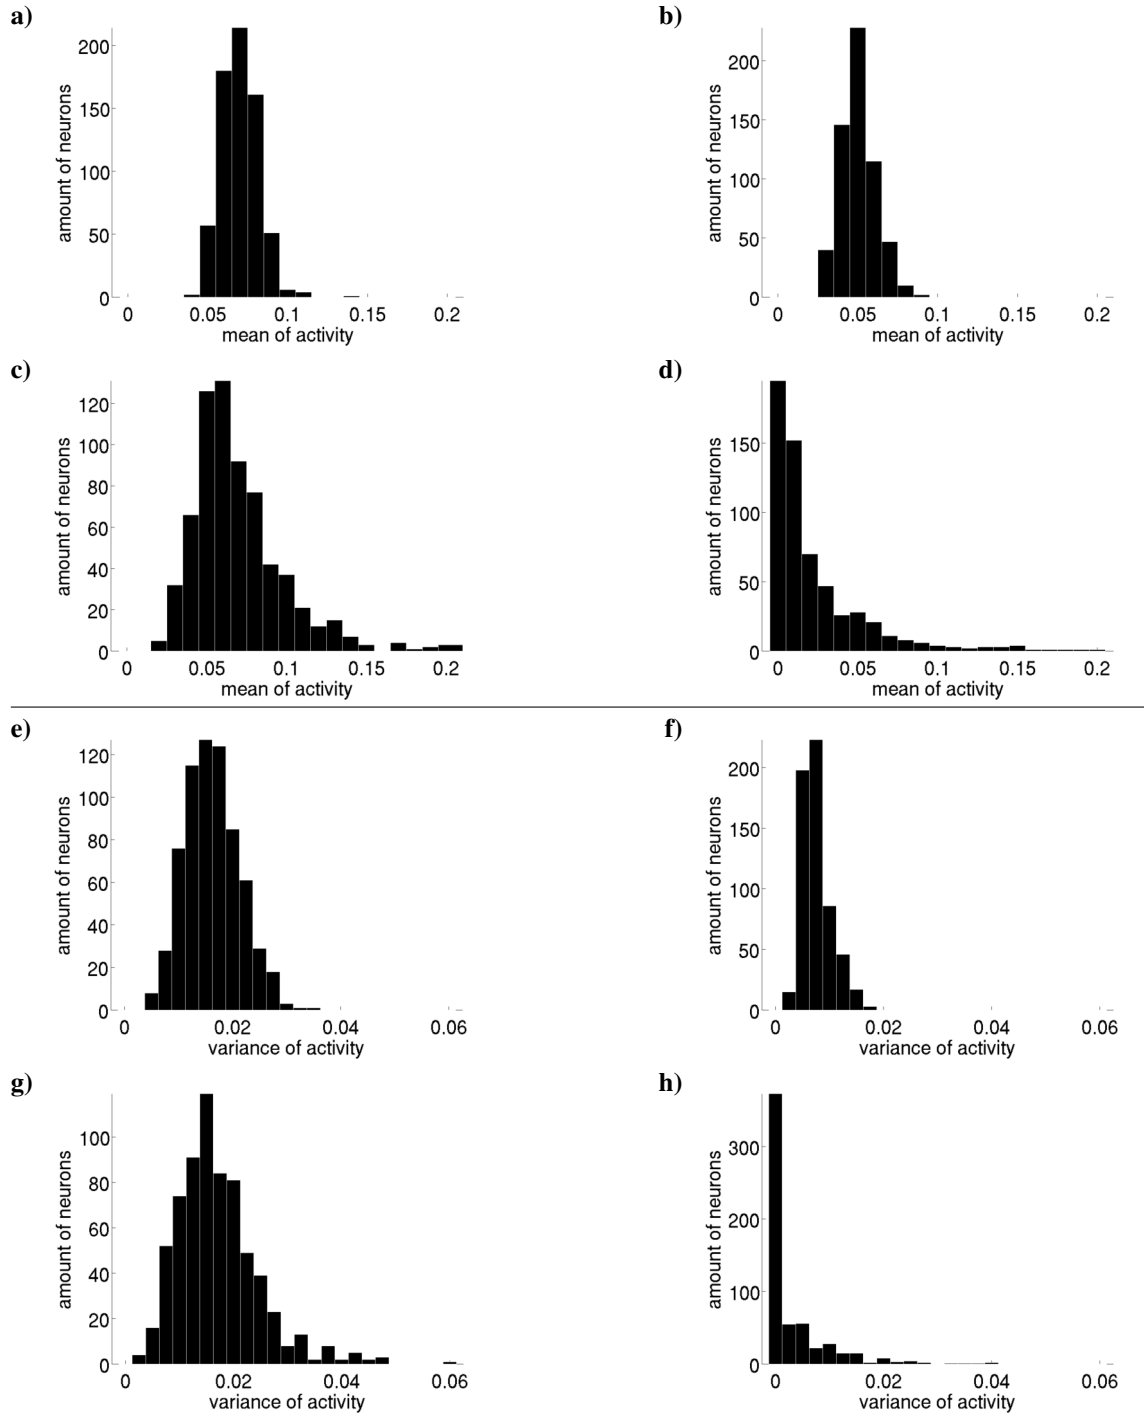 a)
200
150
100
50
0
amount of neurons
0 0.05 0.1 0.15 0.2
mean of activity
b)
200
150
100
50
0
amount of neurons
0 0.05 0.1 0.15 0.2
mean of activity
c)
120
100
80
60
40
20
0
amount of neurons
0 0.05 0.1 0.15 0.2
mean of activity
d)
150
100
50
0
amount of neurons
0 0.05 0.1 0.15 0.2
mean of activity
e)
120
100
80
60
40
20
0
amount of neurons
0 0.02 0.04 0.06
variance of activity
f)
200
150
100
50
0
amount of neurons
0 0.02 0.04 0.06
variance of activity
g)
100
80
60
40
20
0
amount of neurons
0 0.02 0.04 0.06
variance of activity
h)
300
200
100
0
amount of neurons
0 0.02 0.04 0.06
variance of activity